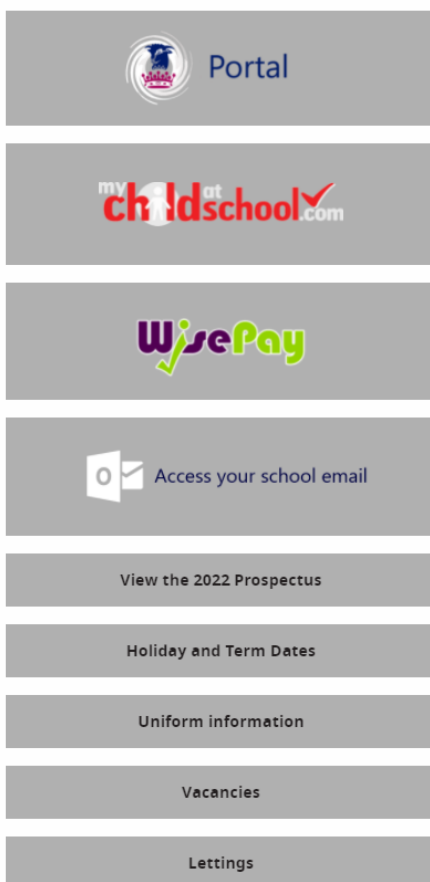 Portal
my child at school.com
WisePay
O Access your school email
View the 2022 Prospectus
Holiday and Term Dates
Uniform information
Vacancies
Lettings